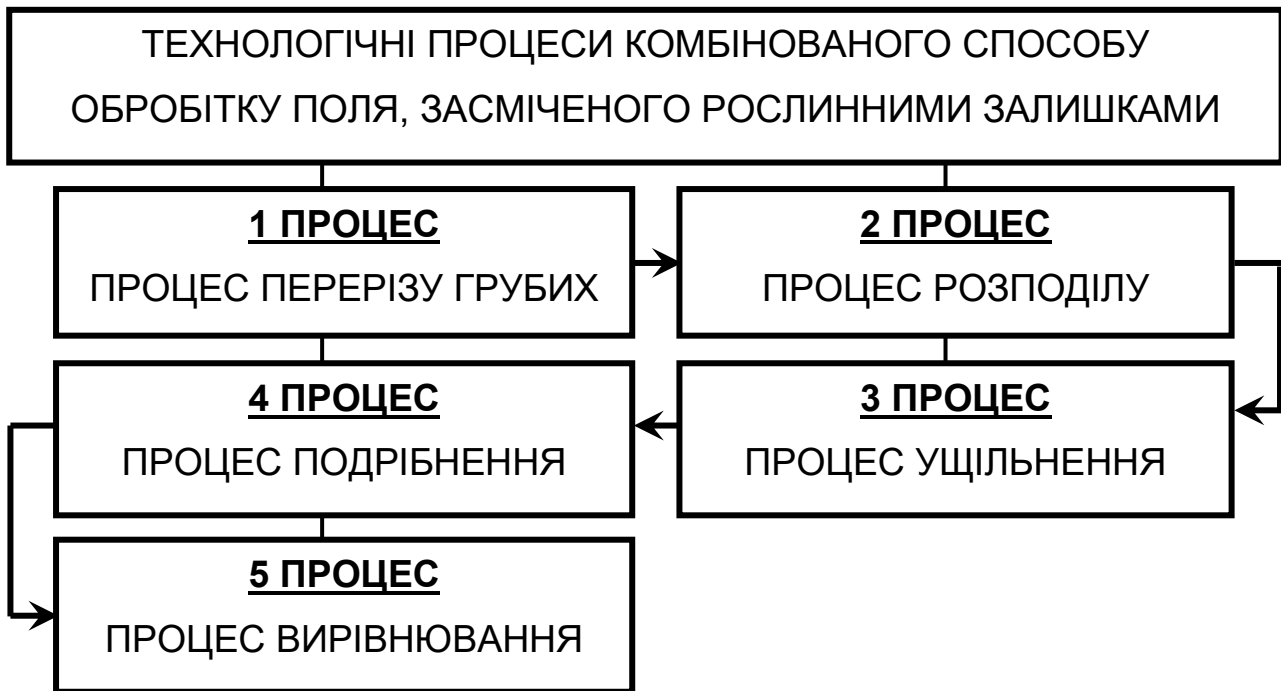 ТЕХНОЛОГІЧНІ ПРОЦЕСИ КОМБІНОВАНОГО СПОСОБУ
ОБРОБІТКУ ПОЛЯ, ЗАСМІЧЕНОГО РОСЛИННИМИ ЗАЛИШКАМИ
1 ПРОЦЕС
ПРОЦЕС ПЕРЕРІЗУ ГРУБИХ
2 ПРОЦЕС
ПРОЦЕС РОЗПОДІЛУ
3 ПРОЦЕС
ПРОЦЕС УЩІЛЬНЕННЯ
4 ПРОЦЕС
ПРОЦЕС ПОДРІБНЕННЯ
5 ПРОЦЕС
ПРОЦЕС ВИРІВНЮВАННЯ